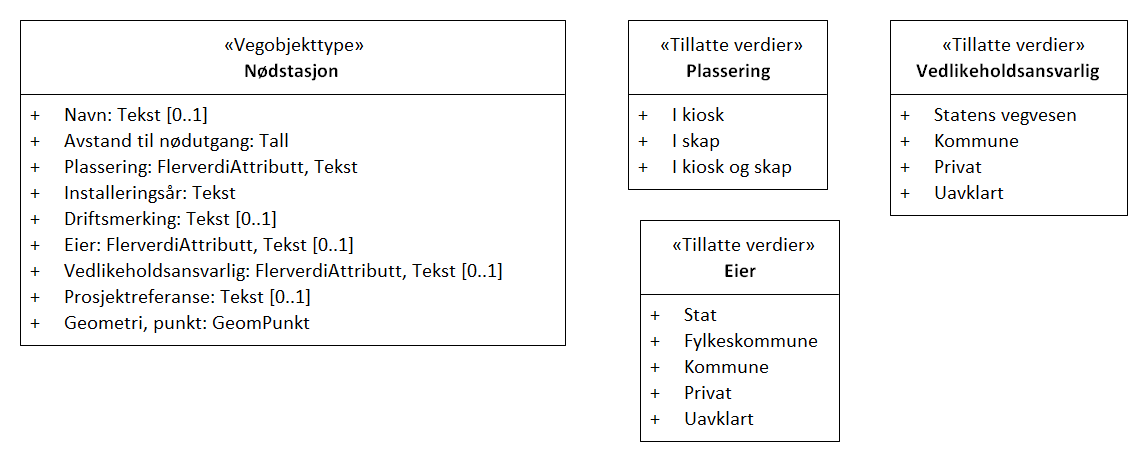 «Vegobjekttype»
Nødstasjon
+ Navn: Tekst [0..1]
+ Avstand til nødutgang: Tall
+ Plassering: FlerverdiAttributt, Tekst
+ Installeringsår: Tekst
+ Driftsmerking: Tekst [0..1]
+ Eier: FlerverdiAttributt, Tekst [0..1]
+ Vedlikeholdsansvarlig: FlerverdiAttributt, Tekst [0..1]
+ Prosjektreferanse: Tekst [0..1]
+ Geometri, punkt: GeomPunkt
«Tillatte verdier»
Plassering
+ I kiosk
+ I skap
+ I kiosk og skap
«Tillatte verdier»
Eier
+ Stat
+ Fylkeskommune
+ Kommune
+ Privat
+ Uavklart
«Tillatte verdier»
Vedlikeholdsansvarlig
+ Statens vegvesen
+ Kommune
+ Privat
+ Uavklart